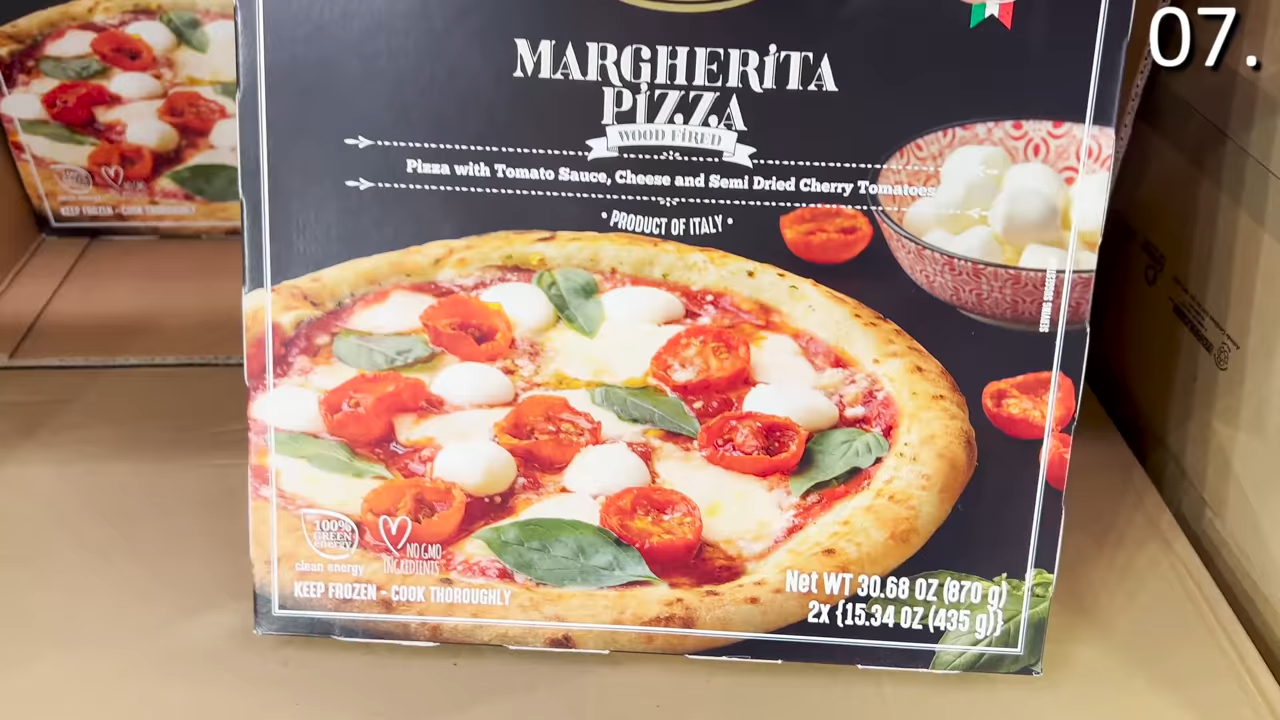 07.
MARGHERITA
PIZZA
WOOD FIRED
Pizza with Tomato Sauce, Cheese and Semi Dried Cherry Tomatoes
• PRODUCT OF ITALY •
SERVING SUGGESTI
100%
GREEN
energy
clean energy
NO GMO
INGREDIENTS
KEEP FROZEN - COOK THOROUGHLY
Net WT 30.68 OZ (870 g)
2X {15.34 OZ (435 g)}
KEEP FROZEN - COOK THOROUGHLY